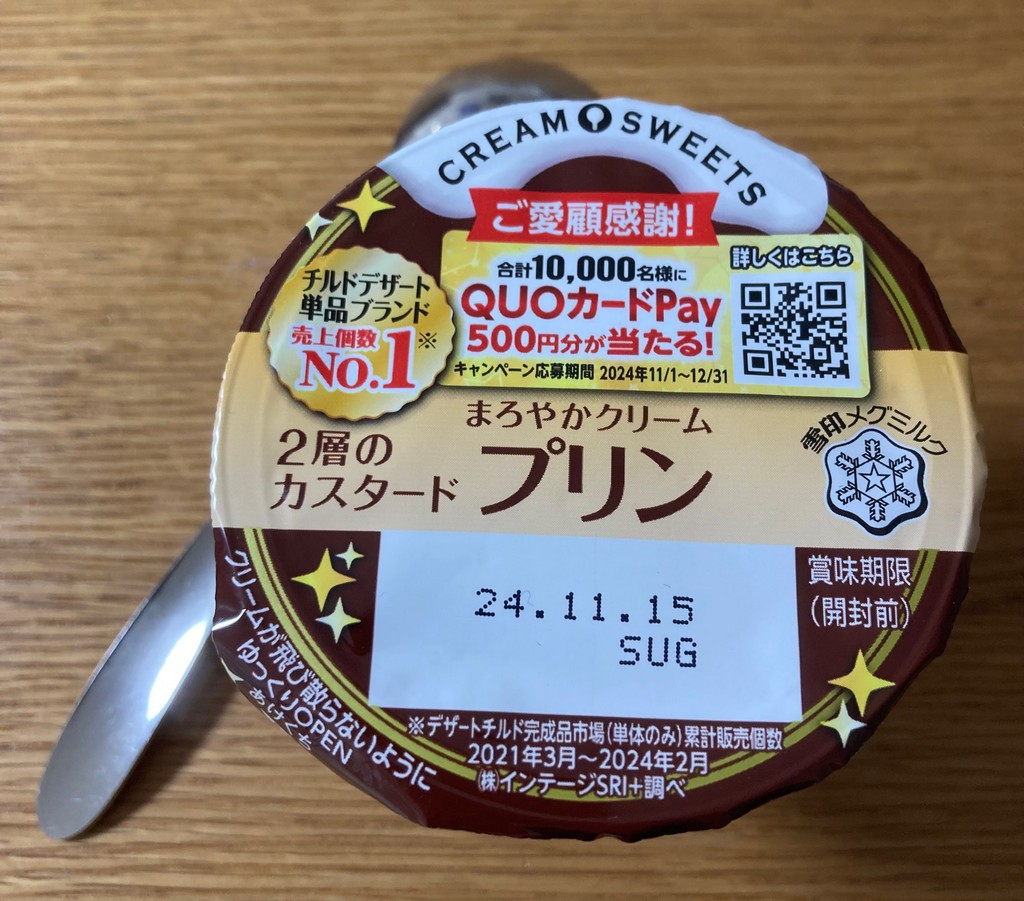 CREAM SWEETS
ご愛顧感謝!
詳しくはこちら
合計10,000名様に
QUOカードPay
500円分が当たる!
キャンペーン応募期間 2024年11/1~12/31
チルドデザート
単品ブランド
売上個数
No.1※
まろやかクリーム
2層の
カスタード
プリン
雪印メグミルク
賞味期限
(開封前)
24.11.15
SUG
クリームが飛び散らないように
ゆっくりOPEN
あけくち
※デザートチルド完成品市場(単体のみ)累計販売個数
2021年3月~2024年2月
㈱インテージSRI+調べ